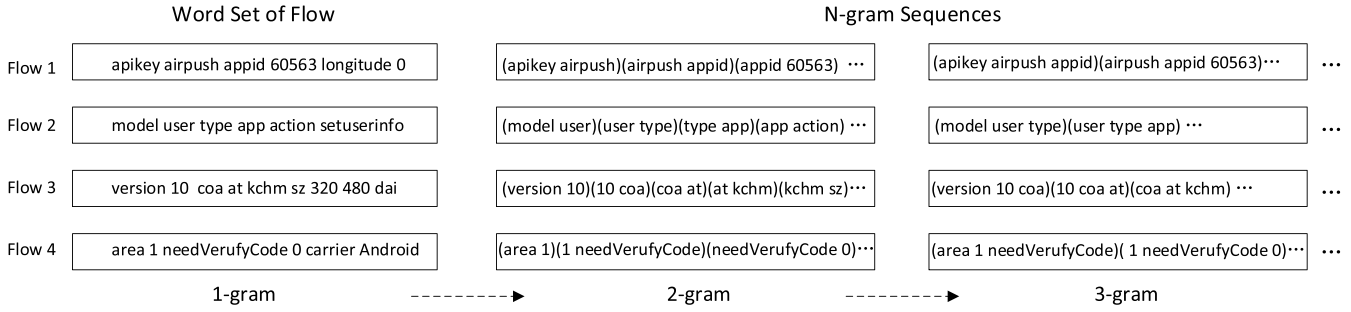 Word Set of Flow N-gram Sequences
Flow 1 apikey airpush appid 60563 longitude 0 (apikey airpush)(airpush appid)(appid 60563) ··· (apikey airpush appid)(airpush appid 60563)··· ...
Flow 2 model user type app action setuserinfo (model user)(user type)(type app)(app action) ··· (model user type)(user type app) ··· ...
Flow 3 version 10 coa at kchm sz 320 480 dai (version 10)(10 coa)(coa at)(at kchm)(kchm sz)··· (version 10 coa)(10 coa at)(coa at kchm) ··· ...
Flow 4 area 1 needVerufyCode 0 carrier Android (area 1)(1 needVerufyCode)(needVerufyCode 0)··· (area 1 needVerufyCode)( 1 needVerufyCode 0)··· ...
1-gram 2-gram 3-gram